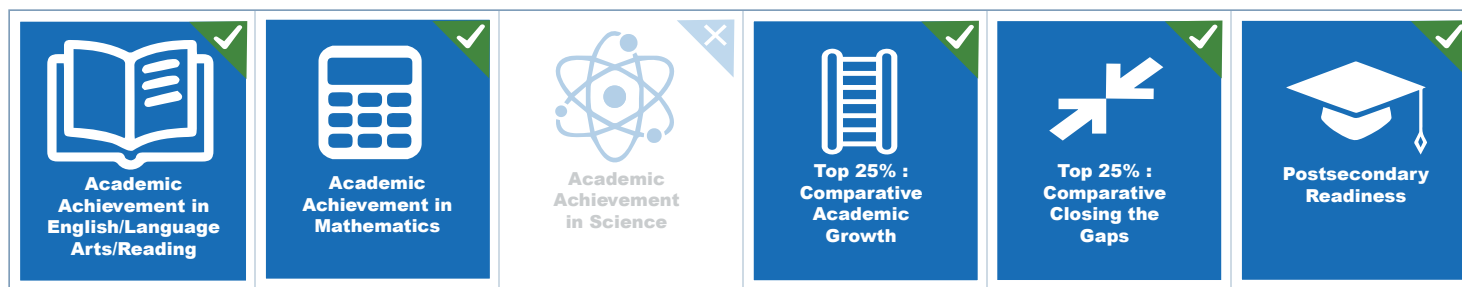 Academic
Achievement in
English/Language
Arts/Reading
Academic
Achievement in
Mathematics
Academic
Achievement
in Science
Top 25% :
Comparative
Academic
Growth
Top 25% :
Comparative
Closing the
Gaps
Postsecondary
Readiness